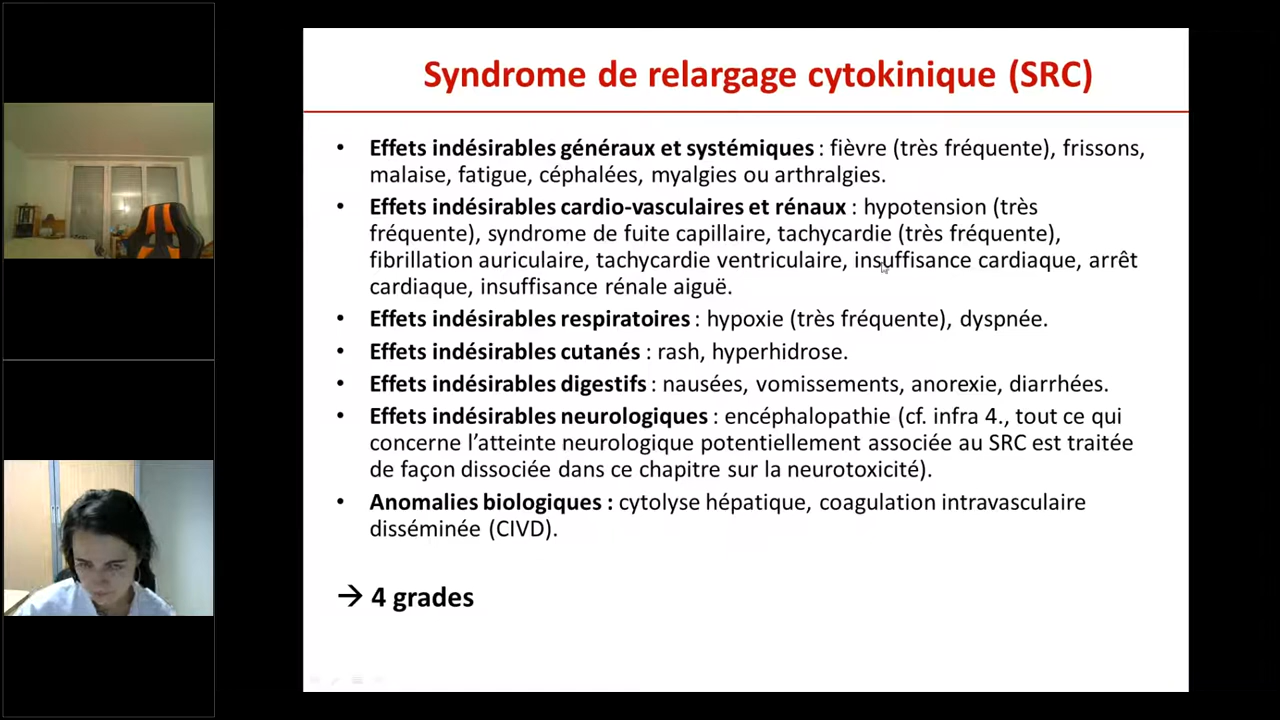 Syndrome de relargage cytokinique (SRC)
• Effets indésirables généraux et systémiques : fièvre (très fréquente), frissons,
malaise, fatigue, céphalées, myalgies ou arthralgies.
• Effets indésirables cardio-vasculaires et rénaux : hypotension (très
fréquente), syndrome de fuite capillaire, tachycardie (très fréquente),
fibrillation auriculaire, tachycardie ventriculaire, insuffisance cardiaque, arrêt
cardiaque, insuffisance rénale aiguë.
• Effets indésirables respiratoires : hypoxie (très fréquente), dyspnée.
• Effets indésirables cutanés : rash, hyperhidrose.
• Effets indésirables digestifs : nausées, vomissements, anorexie, diarrhées.
• Effets indésirables neurologiques : encéphalopathie (cf. infra 4., tout ce qui
concerne l’atteinte neurologique potentiellement associée au SRC est traitée
de façon dissociée dans ce chapitre sur la neurotoxicité).
• Anomalies biologiques : cytolyse hépatique, coagulation intravasculaire
disséminée (CIVD).
→ 4 grades